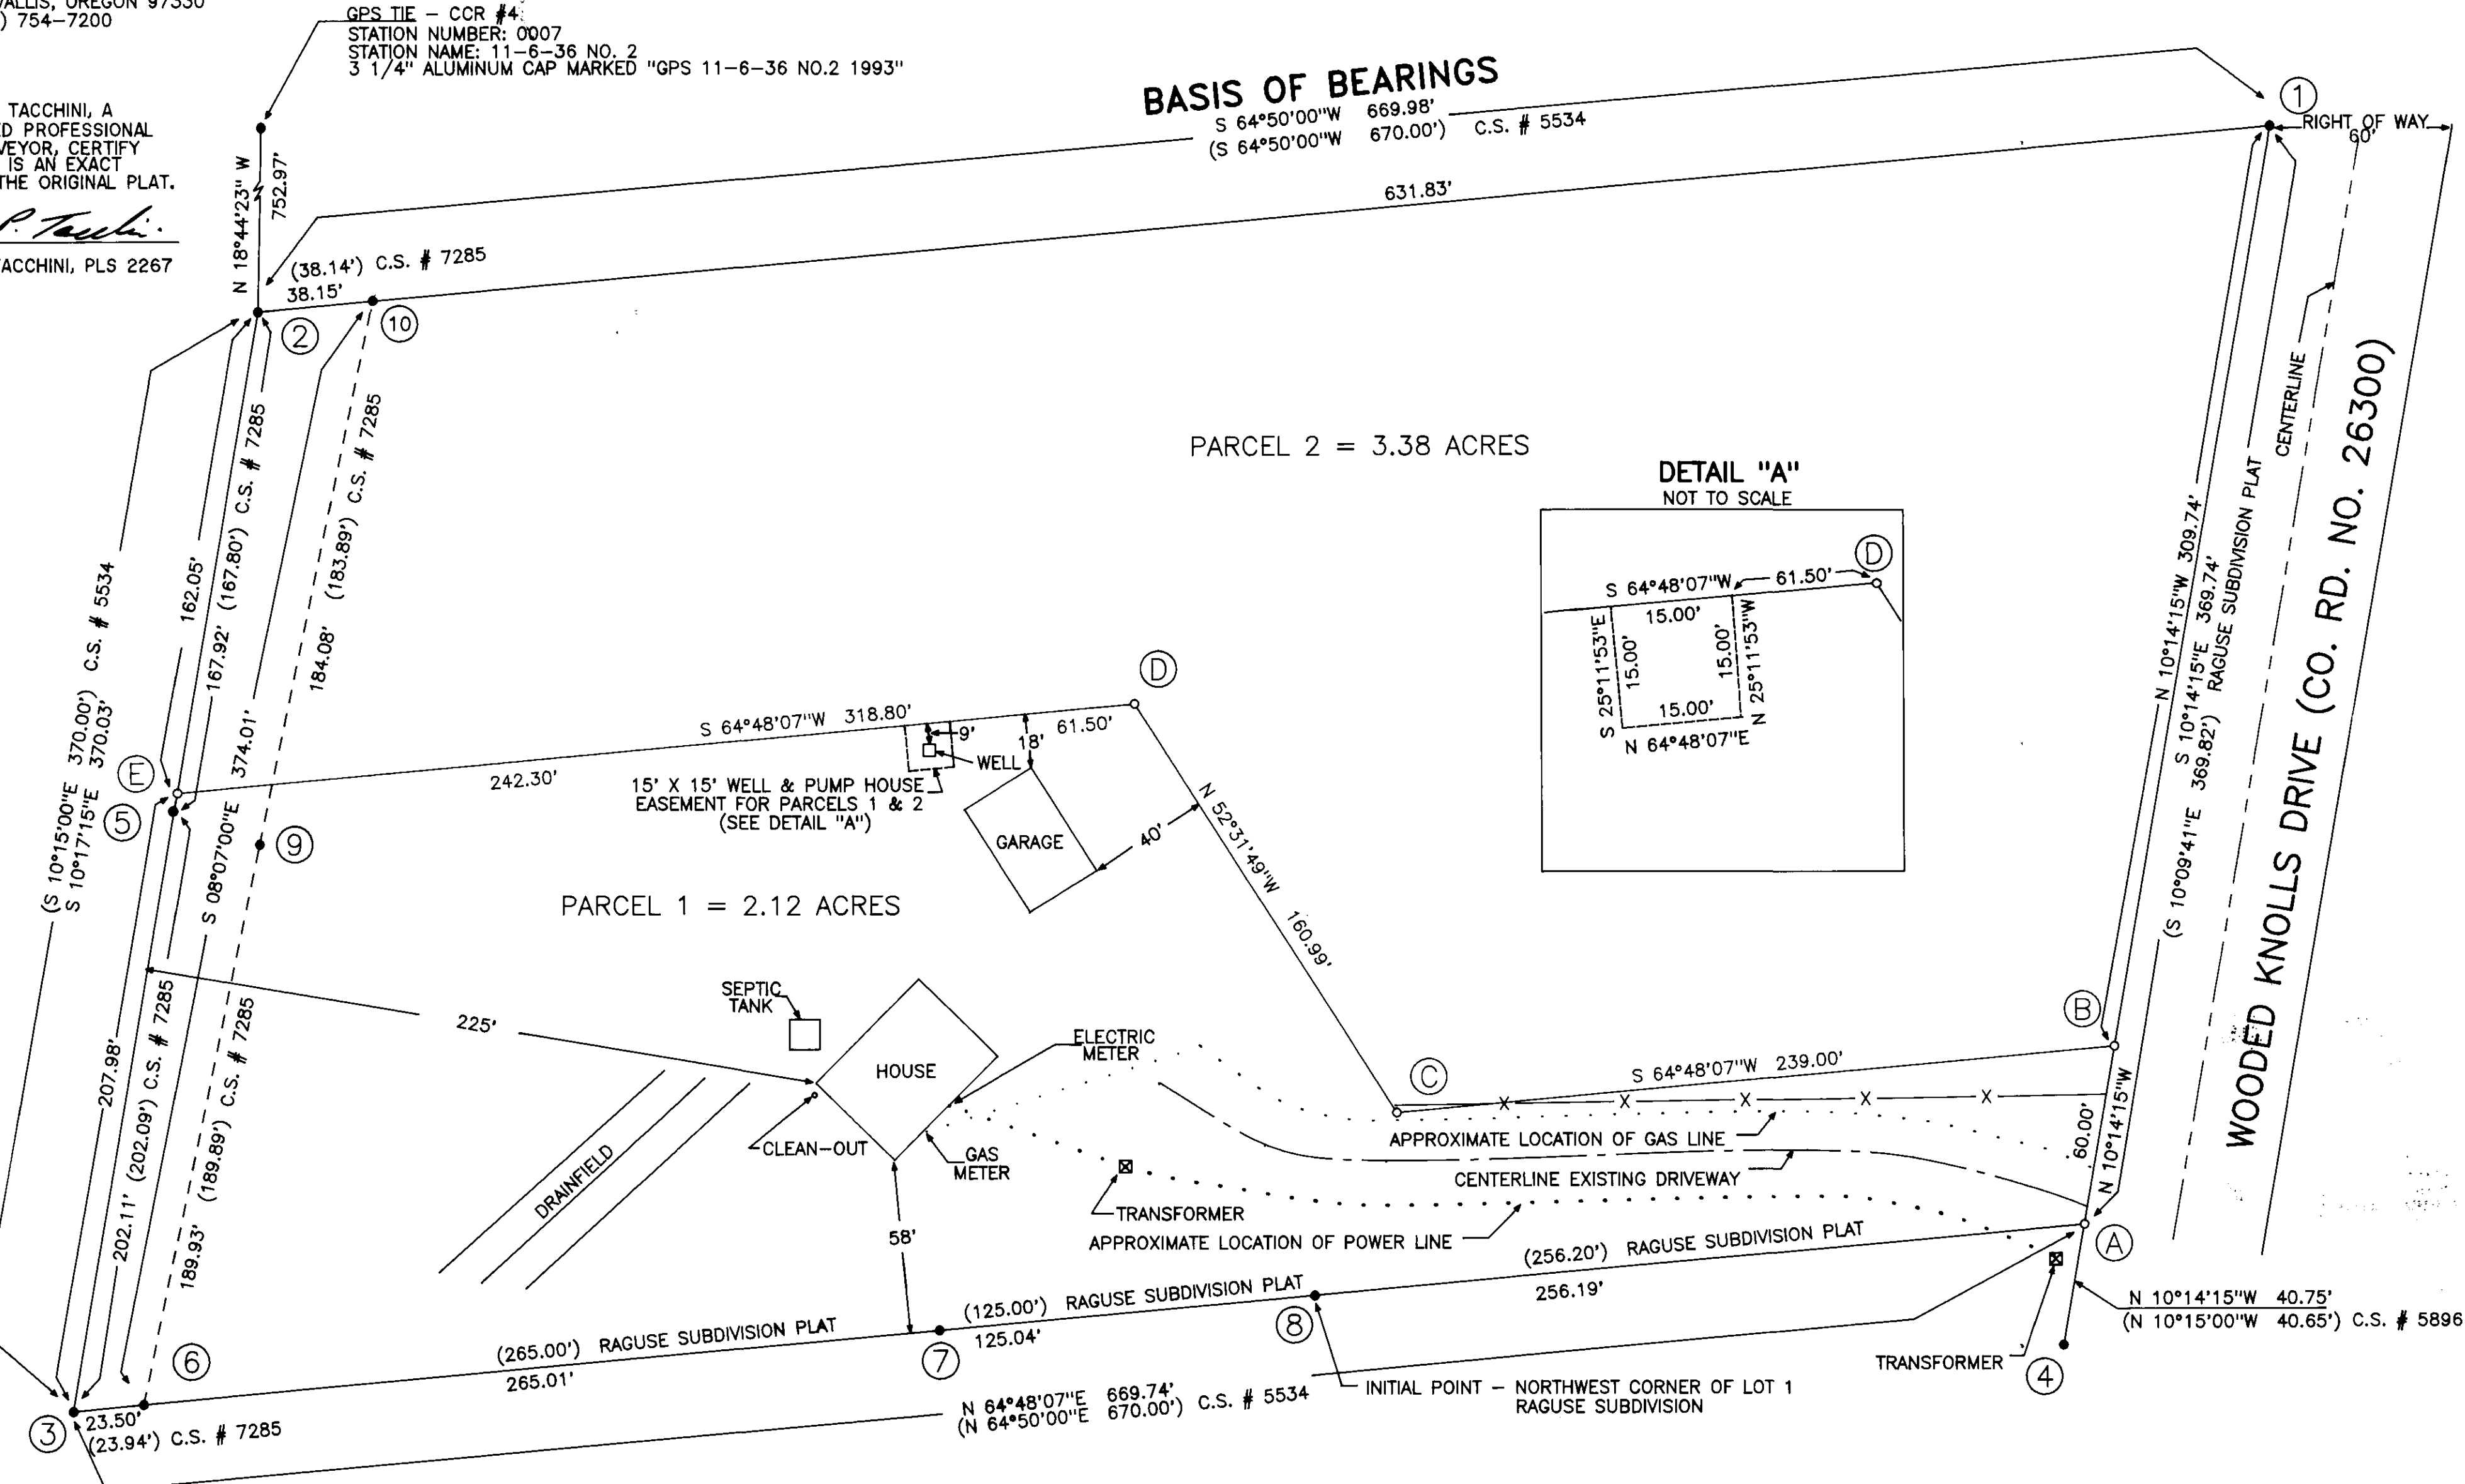 VALLIS, OREGON 97330
) 754-7200
GPS TIE - CCR #4
STATION NUMBER: 0007
STATION NAME: 11-6-36 NO. 2
3 1/4" ALUMINUM CAP MARKED "GPS 11-6-36 NO.2 1993"
TACCHINI, A
ED PROFESSIONAL
VEYOR, CERTIFY
IS AN EXACT
THE ORIGINAL PLAT.
TACCHINI, PLS 2267
N 18°44'23" W
752.97'
BASIS OF BEARINGS
S 64°50'00"W 669.98'
(S 64°50'00"W 670.00') C.S. # 5534
631.83'
1
RIGHT OF WAY
60'
(38.14') C.S. # 7285
38.15'
2
10
PARCEL 2 = 3.38 ACRES
DETAIL "A"
NOT TO SCALE
D
S 64°48'07"W 61.50'
15.00'
S 25°11'53"E
15.00'
15.00'
N 25°11'53"W
15.00'
N 64°48'07"E
CENTERLINE
WOODED KNOLLS DRIVE (CO. RD. NO. 26300)
N 10°14'15"W 309.74'
S 10°14'15"E 369.74'
(S 10°09'41"E 369.82') RAGUSE SUBDIVISION PLAT
(S 10°15'00"E 370.00') C.S. # 5534
S 10°17'15"E 370.03'
162.05'
167.92' (167.80') C.S. # 7285
S 08°07'00"E 374.01'
184.08' (183.89') C.S. # 7285
D
S 64°48'07"W 318.80'
61.50'
9'
18'
WELL
242.30'
15' X 15' WELL & PUMP HOUSE
EASEMENT FOR PARCELS 1 & 2
(SEE DETAIL "A")
E
5
9
GARAGE
40'
N 52°31'49"W 160.99'
PARCEL 1 = 2.12 ACRES
225'
SEPTIC
TANK
HOUSE
ELECTRIC
METER
CLEAN-OUT
GAS
METER
DRAINFIELD
58'
TRANSFORMER
C
S 64°48'07"W 239.00'
B
X X X X X
APPROXIMATE LOCATION OF GAS LINE
CENTERLINE EXISTING DRIVEWAY
APPROXIMATE LOCATION OF POWER LINE
60.00'
N 10°14'15"W
A
207.98'
202.11' (202.09') C.S. # 7285
189.93' (189.89') C.S. # 7285
(256.20') RAGUSE SUBDIVISION PLAT
256.19'
(125.00') RAGUSE SUBDIVISION PLAT
125.04'
(265.00') RAGUSE SUBDIVISION PLAT
265.01'
6
7
8
N 10°14'15"W 40.75'
(N 10°15'00"W 40.65') C.S. # 5896
TRANSFORMER
4
INITIAL POINT - NORTHWEST CORNER OF LOT 1
RAGUSE SUBDIVISION
N 64°48'07"E 669.74'
(N 64°50'00"E 670.00') C.S. # 5534
3
23.50'
(23.94') C.S. # 7285